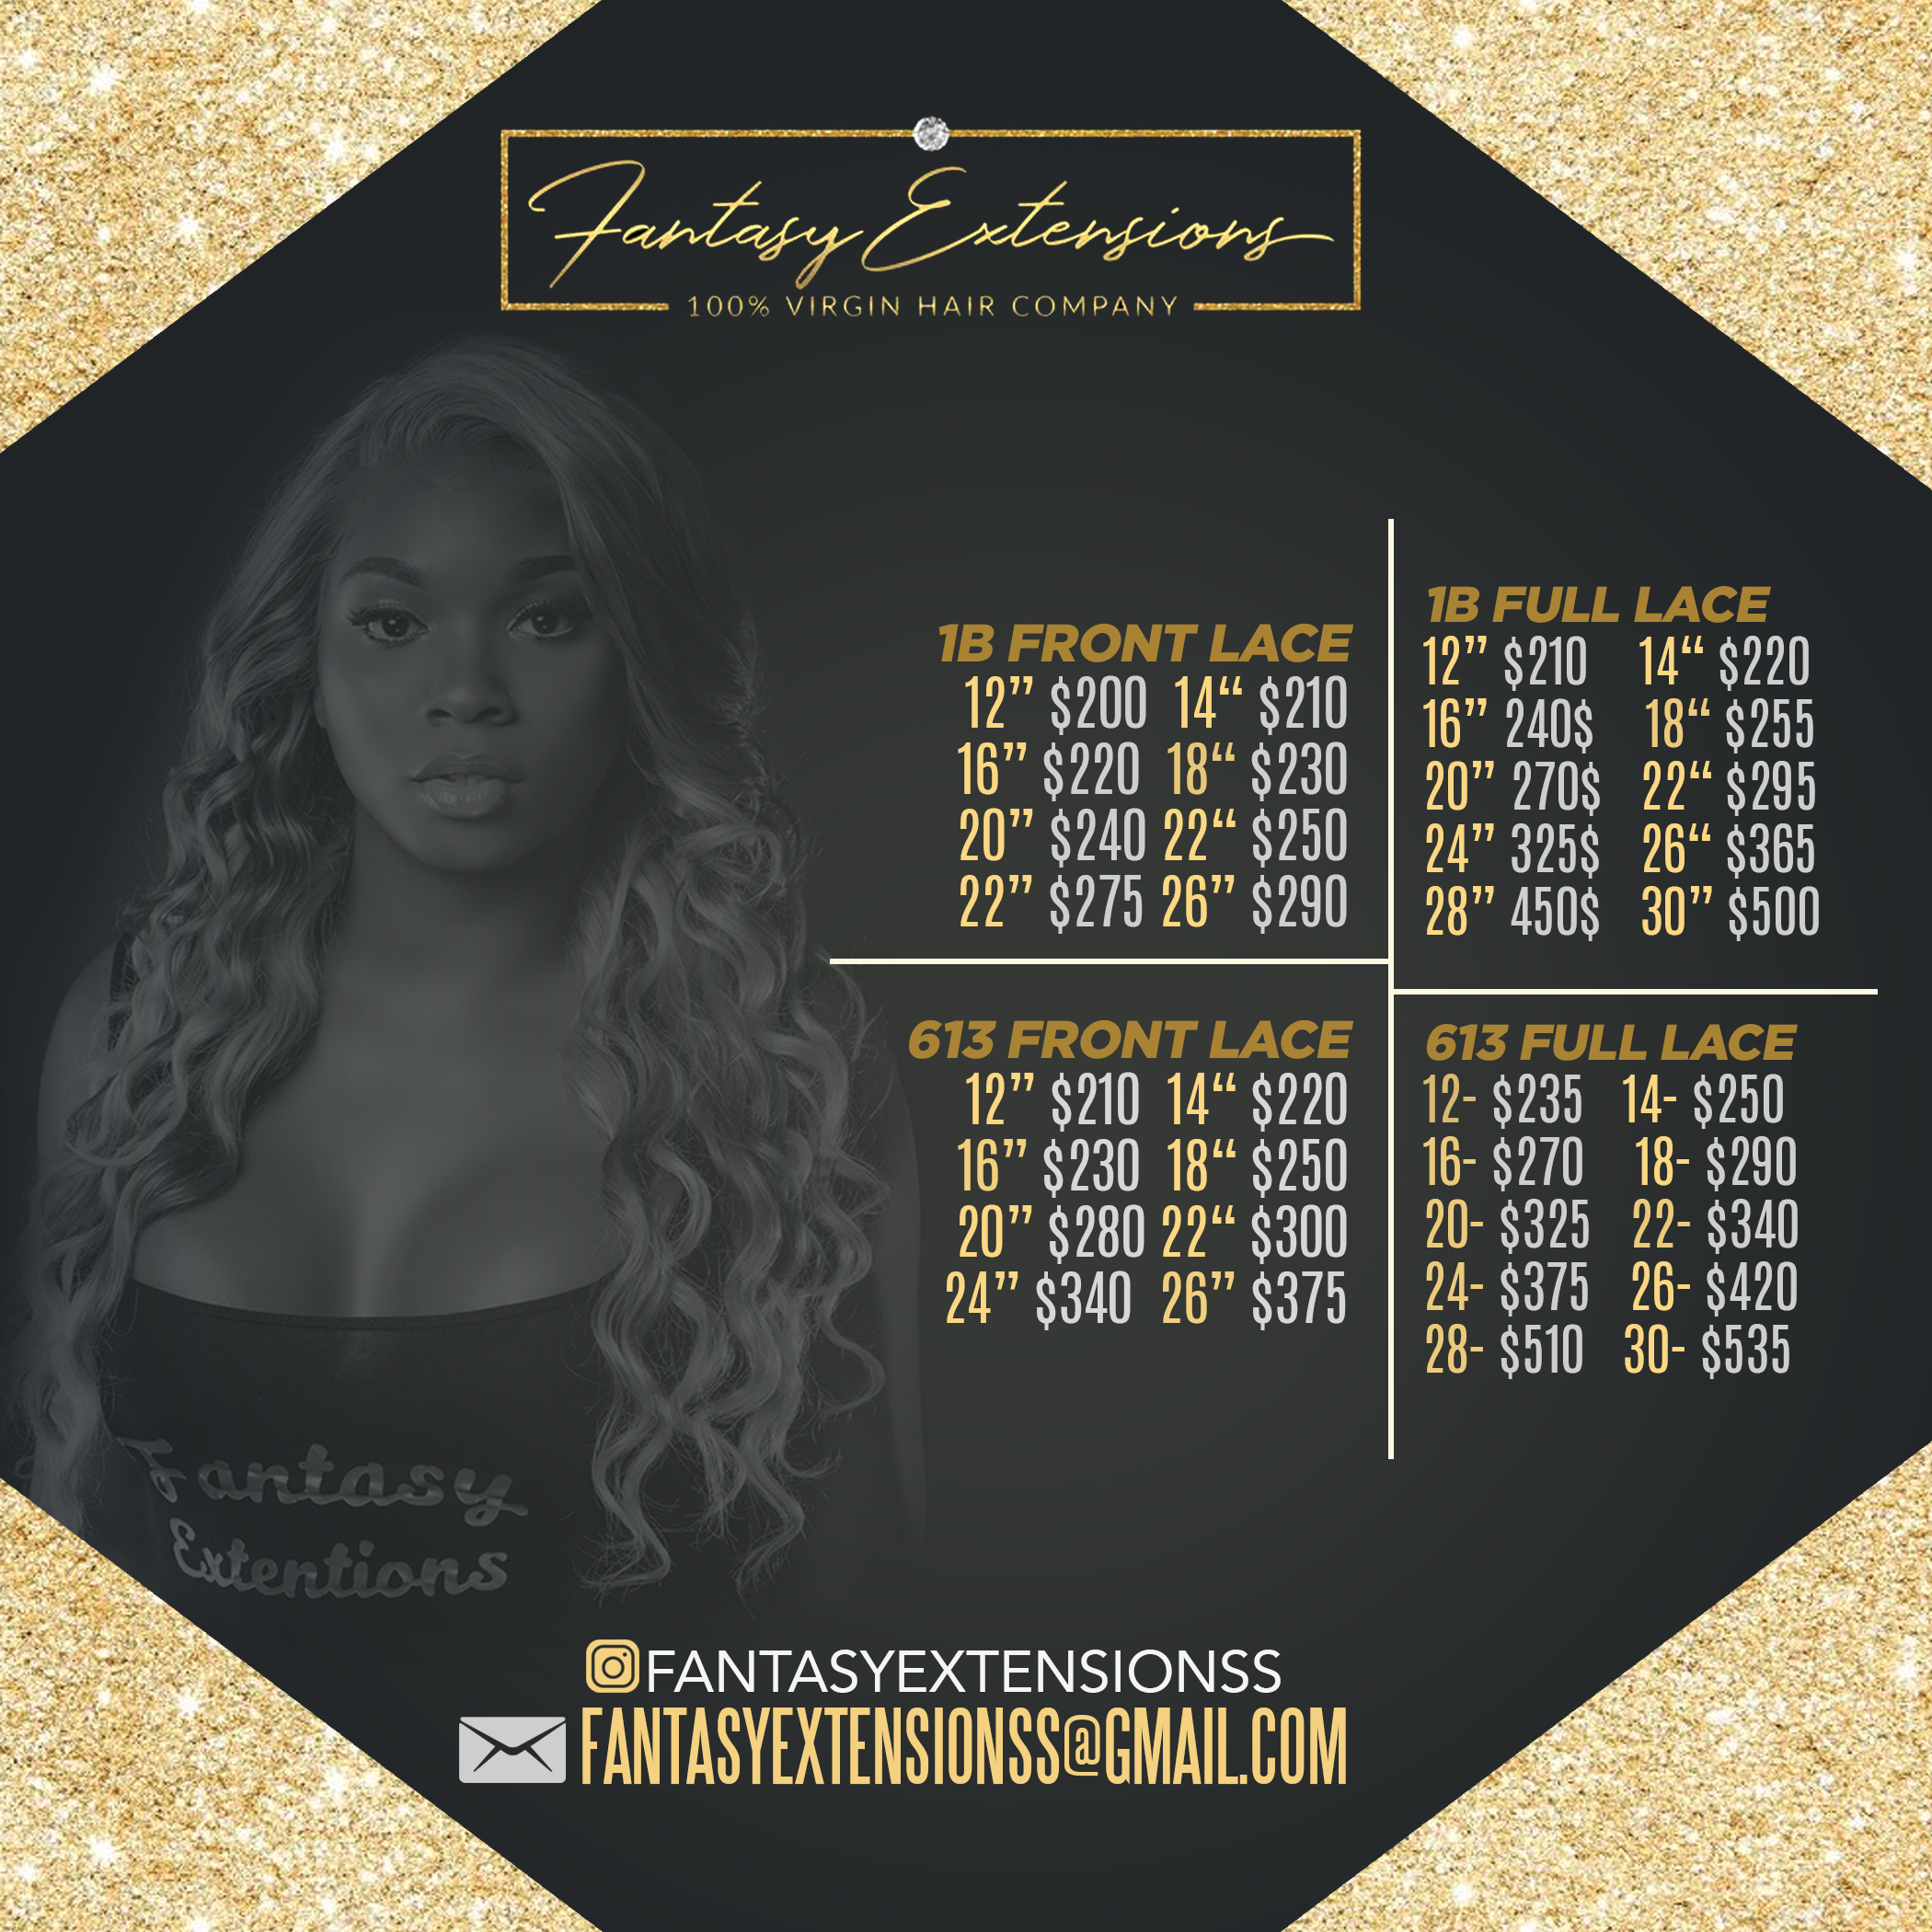 Fantasy Extensions
100% VIRGIN HAIR COMPANY
1B FRONT LACE
12” $200 14“ $210
16” $220 18“ $230
20” $240 22“ $250
22” $275 26” $290
1B FULL LACE
12” $210 14“ $220
16” 240$ 18“ $255
20” 270$ 22“ $295
24” 325$ 26“ $365
28” 450$ 30” $500
613 FRONT LACE
12” $210 14“ $220
16” $230 18“ $250
20” $280 22“ $300
24” $340 26” $375
613 FULL LACE
12- $235 14- $250
16- $270 18- $290
20- $325 22- $340
24- $375 26- $420
28- $510 30- $535
Fantasy
Extentions
FANTASYEXTENSIONSS
FANTASYEXTENSIONSS@GMAIL.COM